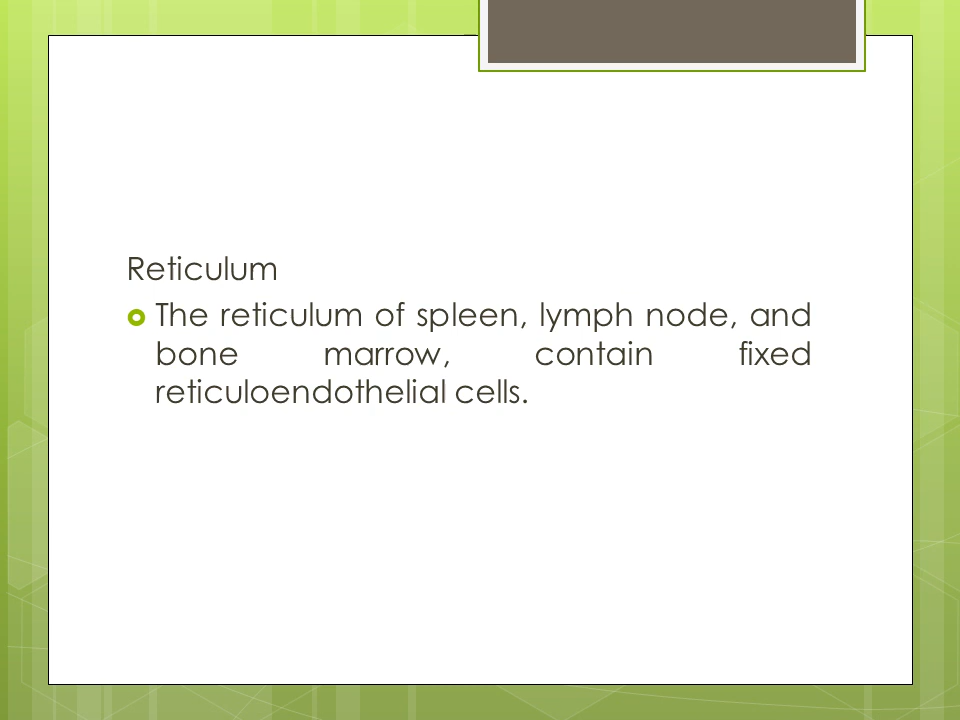 Reticulum
The reticulum of spleen, lymph node, and
bone marrow, contain fixed
reticuloendothelial cells.